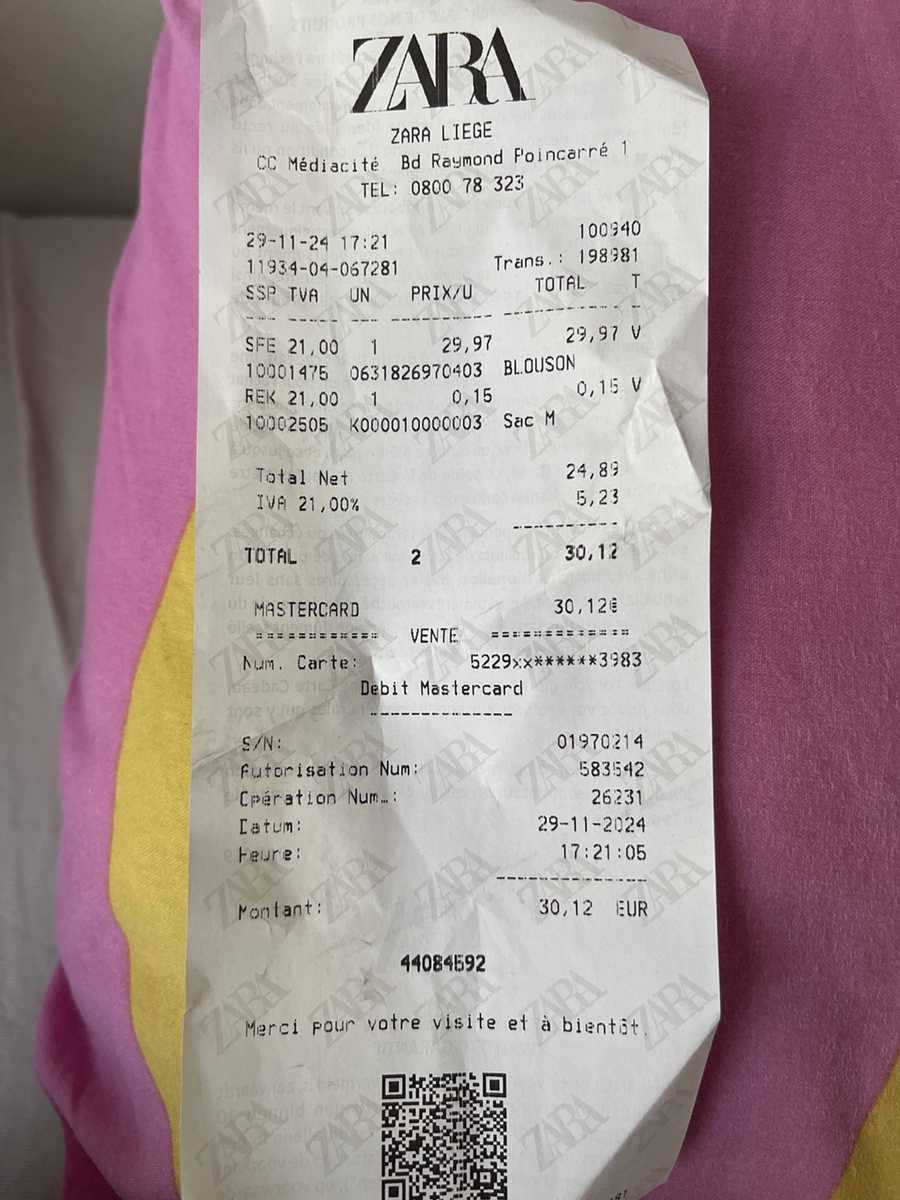 ZARA
ZARA LIEGE
CC Médiacité Bd Raymond Poincarré 1
TEL: 0800 78 323
29-11-24 17:21 100940
11934-04-067281 Trans.: 198981
SSP TVA UN PRIX/U TOTAL T
SFE 21,00 1 29,97 29,97 V
10001475 0631826970403 BLOUSON
REK 21,00 1 0,15 0,15 V
10002505 K000010000003 Sac M
Total Net 24,89
IVA 21,00% 5,23
TOTAL 2 30,12
MASTERCARD 30,12€
============ VENTE =============
Num. Carte: 5229xx******3983
Debit Mastercard
S/N: 01970214
Autorisation Num: 583542
Opération Num…: 26231
Datum: 29-11-2024
Heure: 17:21:05
Montant: 30,12 EUR
44084592
Merci pour votre visite et à bientôt.